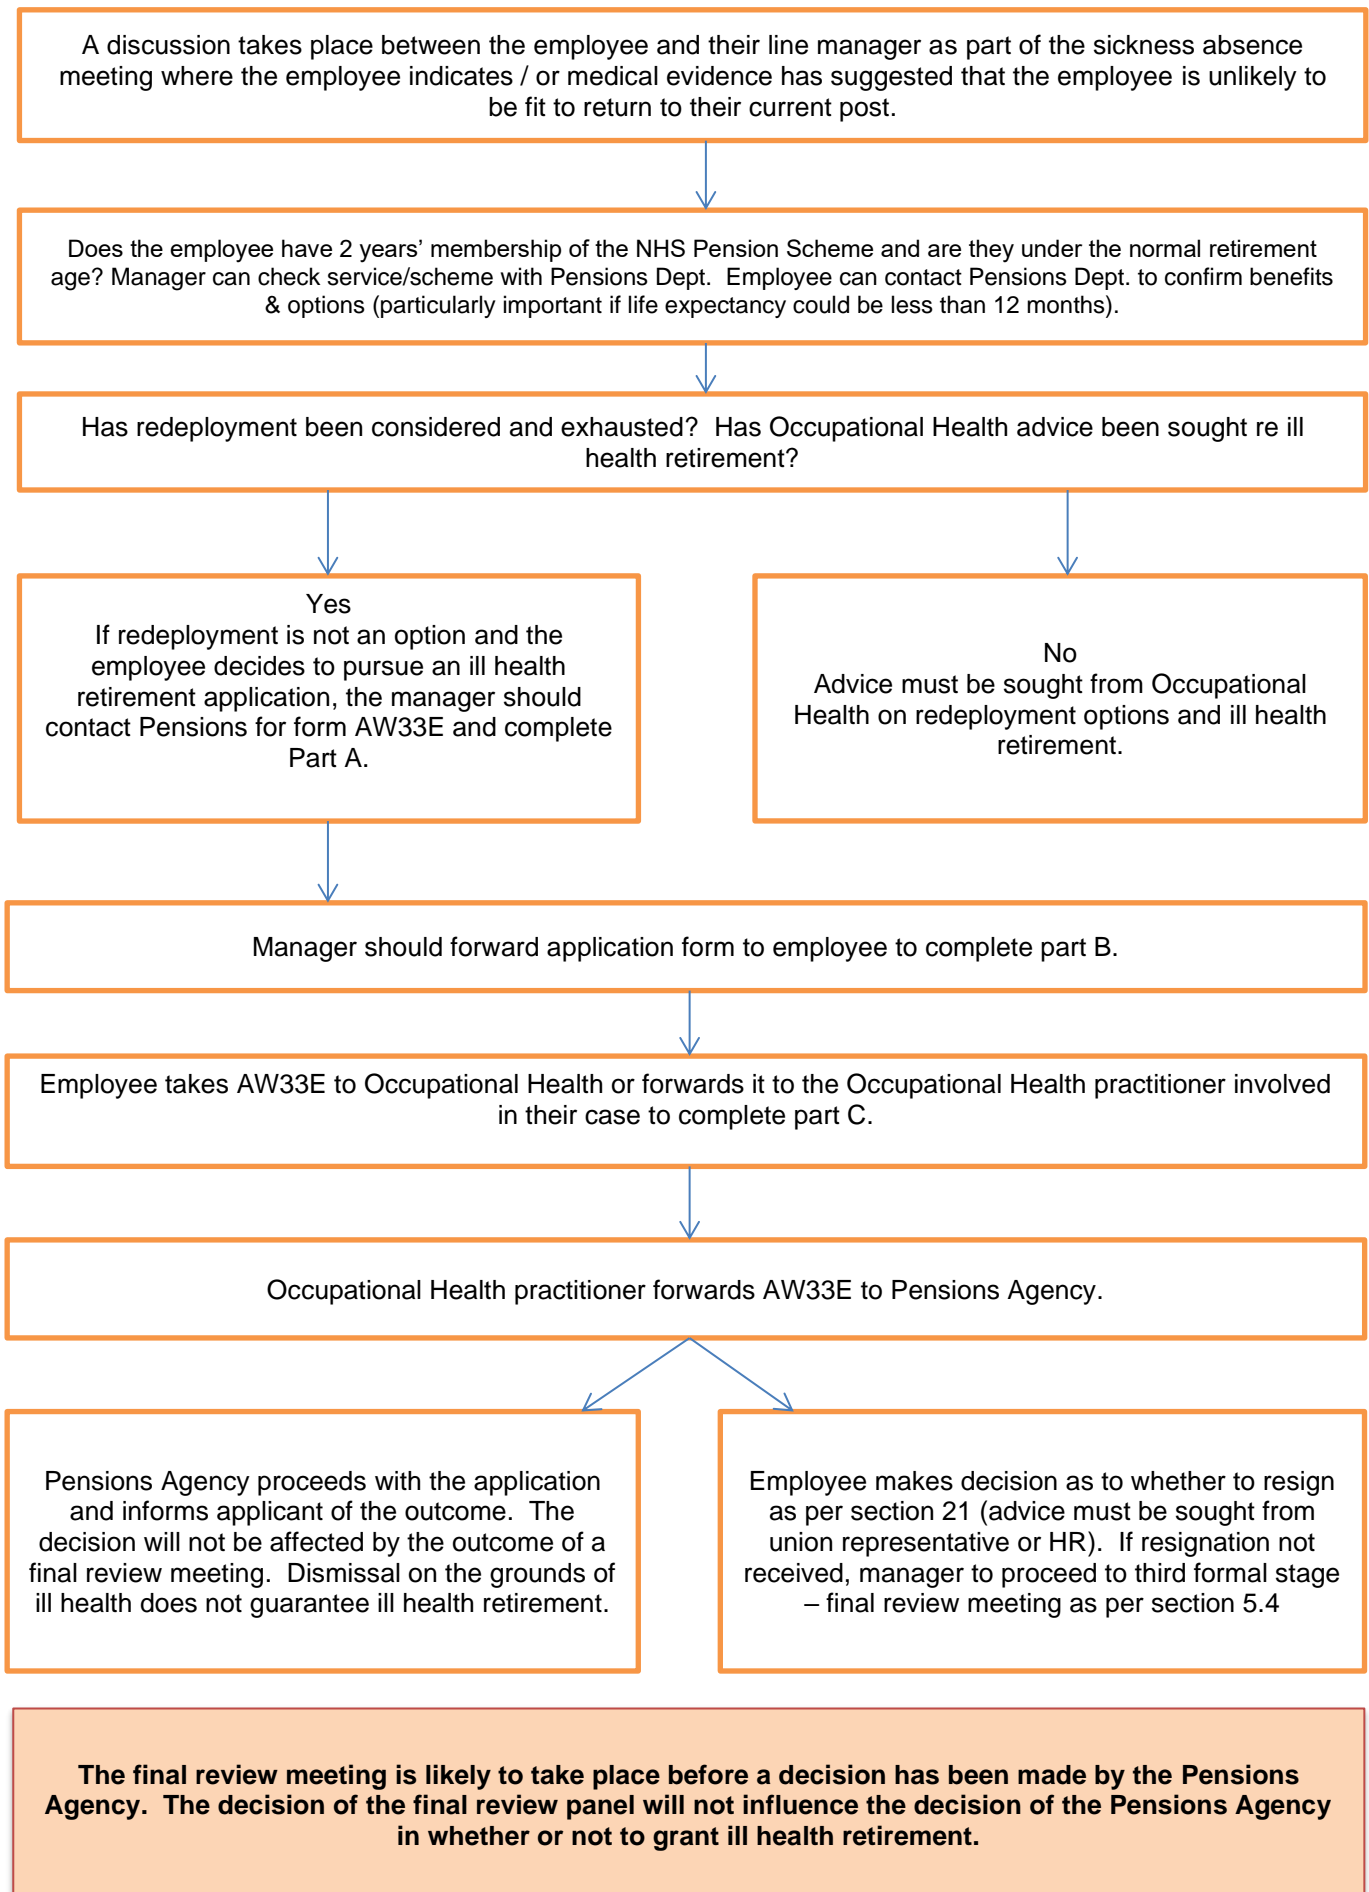 A discussion takes place between the employee and their line manager as part of the sickness absence
meeting where the employee indicates / or medical evidence has suggested that the employee is unlikely to
be fit to return to their current post.
Does the employee have 2 years’ membership of the NHS Pension Scheme and are they under the normal retirement
age? Manager can check service/scheme with Pensions Dept. Employee can contact Pensions Dept. to confirm benefits
& options (particularly important if life expectancy could be less than 12 months).
Has redeployment been considered and exhausted? Has Occupational Health advice been sought re ill
health retirement?
Yes
If redeployment is not an option and the
employee decides to pursue an ill health
retirement application, the manager should
contact Pensions for form AW33E and complete
Part A.
No
Advice must be sought from Occupational
Health on redeployment options and ill health
retirement.
Manager should forward application form to employee to complete part B.
Employee takes AW33E to Occupational Health or forwards it to the Occupational Health practitioner involved
in their case to complete part C.
Occupational Health practitioner forwards AW33E to Pensions Agency.
Pensions Agency proceeds with the application
and informs applicant of the outcome. The
decision will not be affected by the outcome of a
final review meeting. Dismissal on the grounds of
ill health does not guarantee ill health retirement.
Employee makes decision as to whether to resign
as per section 21 (advice must be sought from
union representative or HR). If resignation not
received, manager to proceed to third formal stage
– final review meeting as per section 5.4
The final review meeting is likely to take place before a decision has been made by the Pensions
Agency. The decision of the final review panel will not influence the decision of the Pensions Agency
in whether or not to grant ill health retirement.